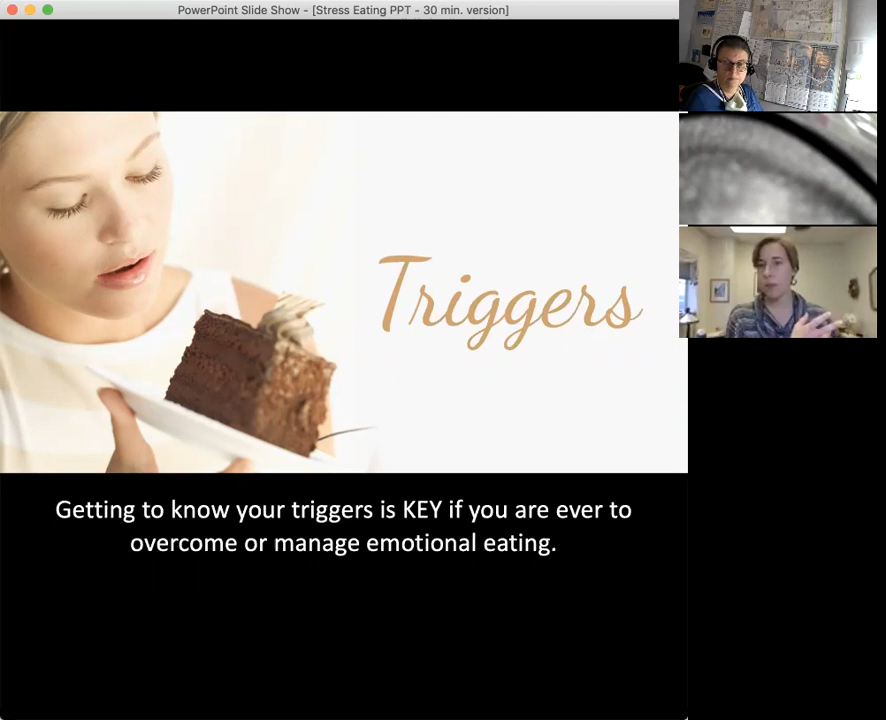 PowerPoint Slide Show - [Stress Eating PPT - 30 min. version]
Triggers
Getting to know your triggers is KEY if you are ever to
overcome or manage emotional eating.